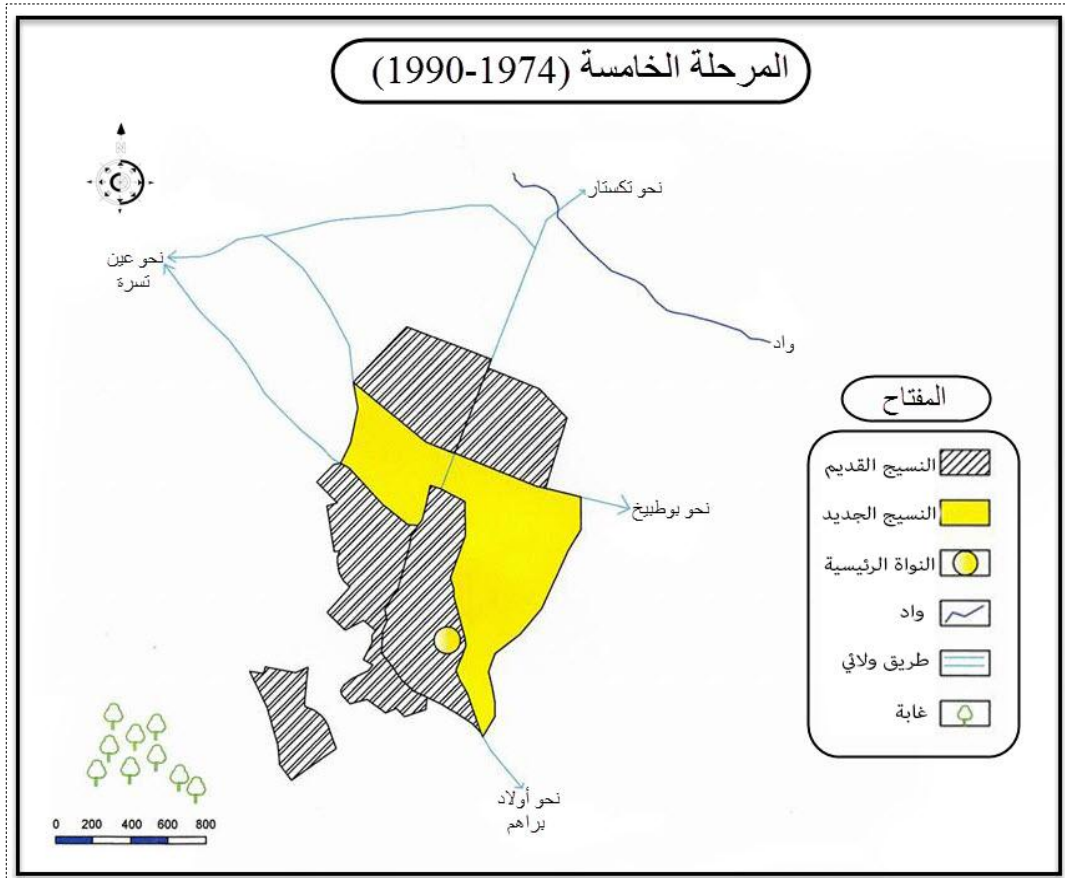 المرحلة الخامسة (1974-1990)
N
نحو تكستار
نحو عين
تسرة
واد
نحو بوطبيخ
نحو أولاد
براهم
المفتاح
النسيج القديم
النسيج الجديد
النواة الرئيسية
واد
طريق ولائي
غابة
0 200 400 600 800